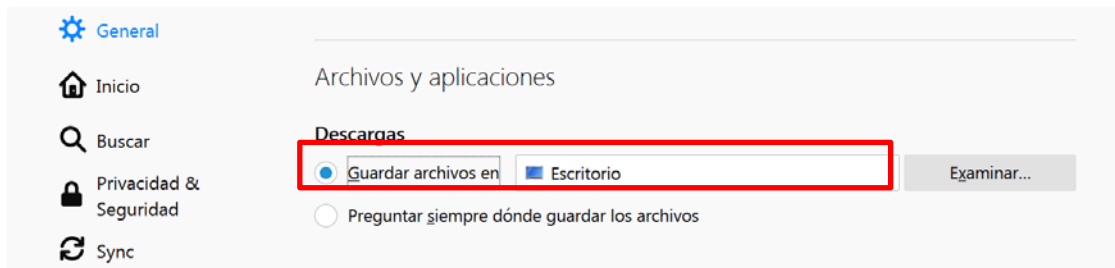 General
Inicio
Buscar
Privacidad &
Seguridad
Sync
Archivos y aplicaciones
Descargas
Guardar archivos en Escritorio Examinar...
Preguntar siempre dónde guardar los archivos